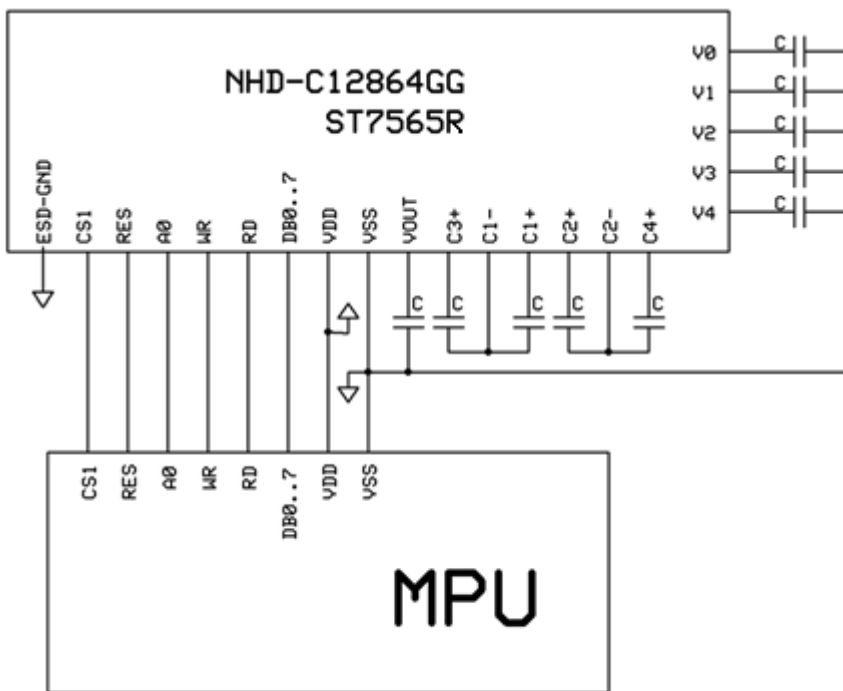 NHD-C12864GG
ST7565R
V0
V1
V2
V3
V4
C
C
C
C
C
ESD-GND
CS1
RES
A0
WR
RD
DB0..7
VDD
VSS
VOUT
C3+
C1-
C1+
C2+
C2-
C4+
C
C
C
C
C
CS1
RES
A0
WR
RD
DB0..7
VDD
VSS
MPU